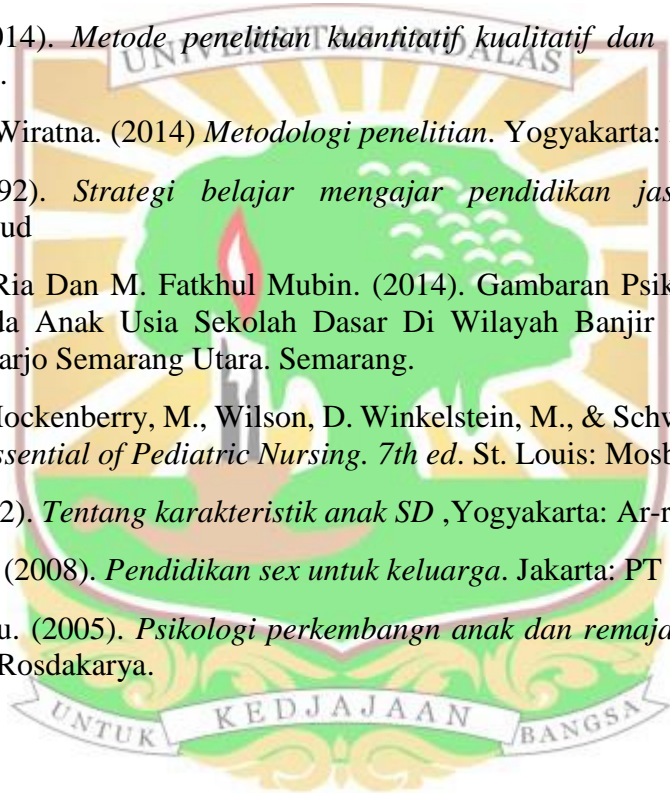 014). Metode penelitian kuantitatif kualitatif dan
UNIVERSITAS ANDALAS
.
Wiratna. (2014) Metodologi penelitian. Yogyakarta:
92). Strategi belajar mengajar pendidikan jas
ud
Ria Dan M. Fatkhul Mubin. (2014). Gambaran Psik
da Anak Usia Sekolah Dasar Di Wilayah Banjir
arjo Semarang Utara. Semarang.
Hockenberry, M., Wilson, D. Winkelstein, M., & Schw
ssential of Pediatric Nursing. 7th ed. St. Louis: Mosb
2). Tentang karakteristik anak SD ,Yogyakarta: Ar-r
(2008). Pendidikan sex untuk keluarga. Jakarta: PT
u. (2005). Psikologi perkembangn anak dan remaja
Rosdakarya.
UNTUK KEDJAJAAN BANGSA